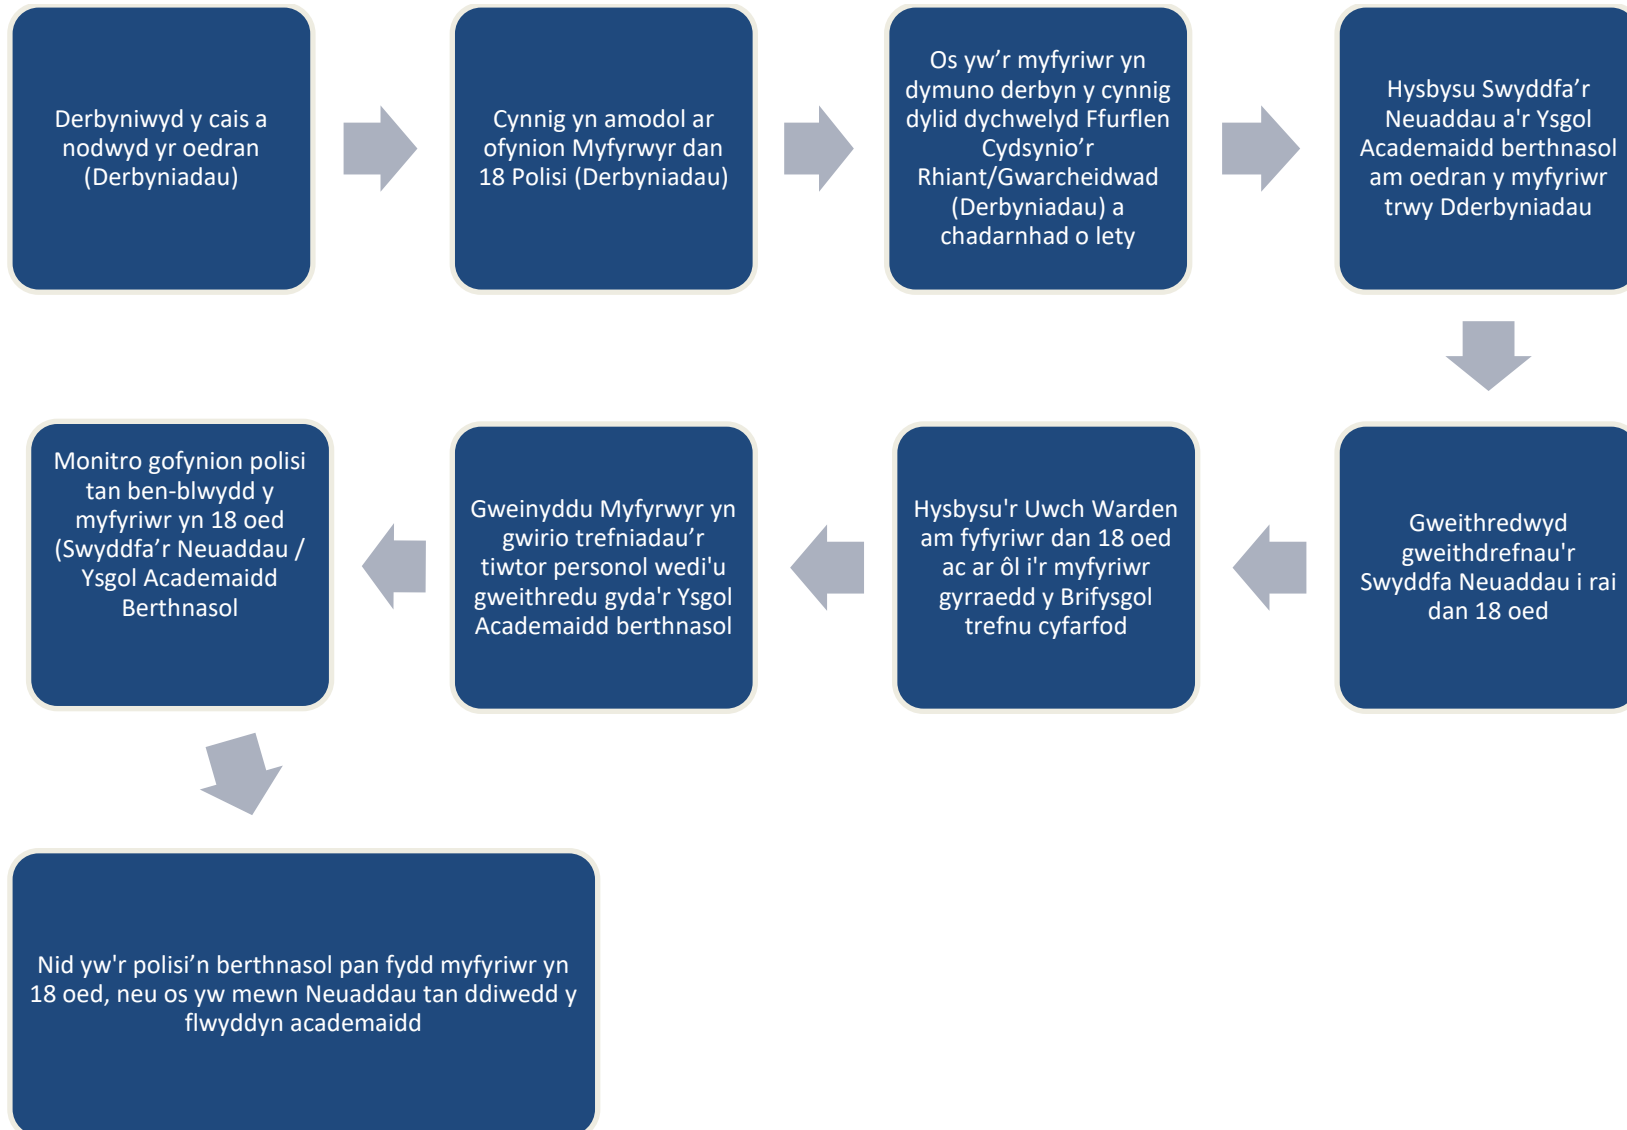 Derbyniwyd y cais a
nodwyd yr oedran
(Derbyniadau)
Cynnig yn amodol ar
ofynion Myfyrwyr dan
18 Polisi (Derbyniadau)
Os yw’r myfyriwr yn
dymuno derbyn y cynnig
dylid dychwelyd Ffurflen
Cydsynio’r
Rhiant/Gwarcheidwad
(Derbyniadau) a
chadarnhad o lety
Hysbysu Swyddfa’r
Neuaddau a'r Ysgol
Academaidd berthnasol
am oedran y myfyriwr
trwy Dderbyniadau
Gweithredwyd
gweithdrefnau'r
Swyddfa Neuaddau i rai
dan 18 oed
Hysbysu'r Uwch Warden
am fyfyriwr dan 18 oed
ac ar ôl i'r myfyriwr
gyrraedd y Brifysgol
trefnu cyfarfod
Gweinyddu Myfyrwyr yn
gwirio trefniadau’r
tiwtor personol wedi'u
gweithredu gyda'r Ysgol
Academaidd berthnasol
Monitro gofynion polisi
tan ben-blwydd y
myfyriwr yn 18 oed
(Swyddfa’r Neuaddau /
Ysgol Academaidd
Berthnasol
Nid yw'r polisi’n berthnasol pan fydd myfyriwr yn
18 oed, neu os yw mewn Neuaddau tan ddiwedd y
flwyddyn academaidd